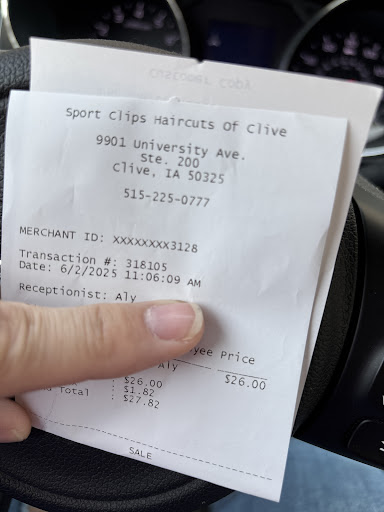 Sport Clips Haircuts Of Clive
9901 University Ave.
Ste. 200
Clive, IA 50325
515-225-0777
MERCHANT ID: XXXXXXXX3128
Transaction #: 318105
Date: 6/2/2025 11:06:09 AM
Receptionist: Aly
yee Price
Aly $26.00
: $26.00
: $1.82
Total : $27.82
SALE